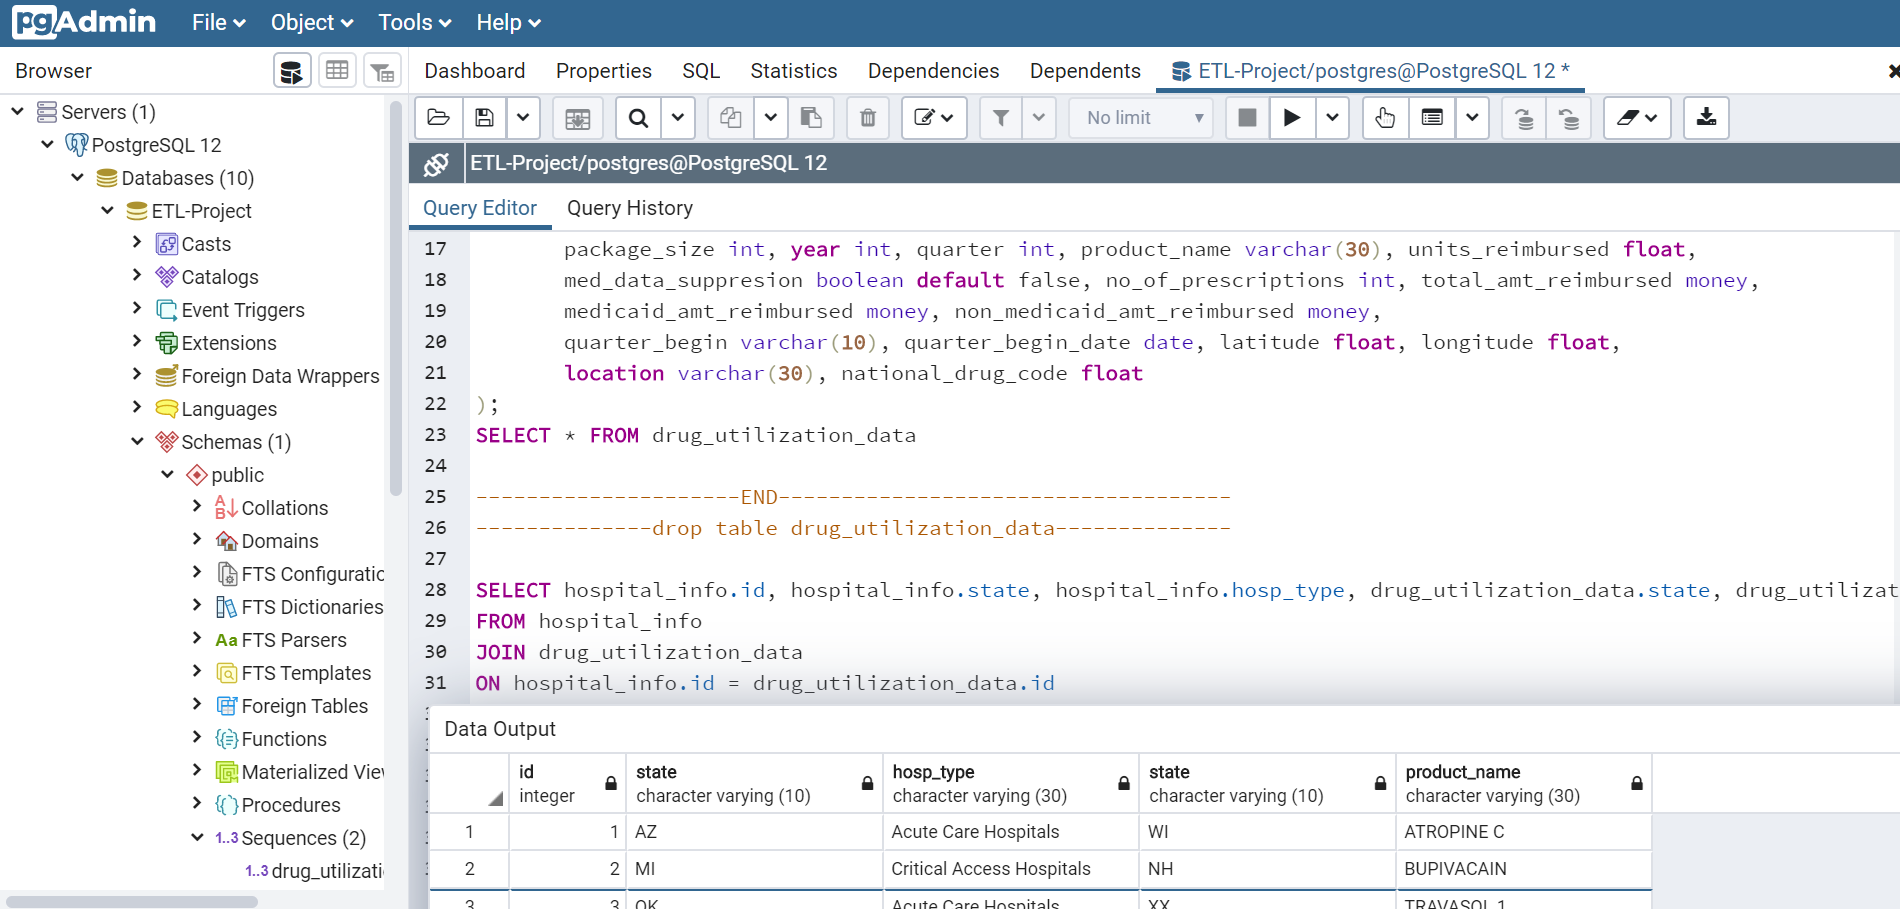 pgAdmin File Object Tools Help
Browser
Dashboard Properties SQL Statistics Dependencies Dependents ETL-Project/postgres@PostgreSQL 12 *
No limit
ETL-Project/postgres@PostgreSQL 12
Query Editor Query History
Servers (1)
PostgreSQL 12
Databases (10)
ETL-Project
Casts
Catalogs
Event Triggers
Extensions
Foreign Data Wrappers
Languages
Schemas (1)
public
Collations
Domains
FTS Configuratic
FTS Dictionaries
Aa FTS Parsers
FTS Templates
Foreign Tables
Functions
Materialized Vie
Procedures
1..3 Sequences (2)
1..3 drug_utilizati
17 package_size int, year int, quarter int, product_name varchar(30), units_reimbursed float,
18 med_data_suppresion boolean default false, no_of_prescriptions int, total_amt_reimbursed money,
19 medicaid_amt_reimbursed money, non_medicaid_amt_reimbursed money,
20 quarter_begin varchar(10), quarter_begin_date date, latitude float, longitude float,
21 location varchar(30), national_drug_code float
22 );
23 SELECT * FROM drug_utilization_data
24
25 ---------------------END------------------------------------
26 --------------drop table drug_utilization_data--------------
27
28 SELECT hospital_info.id, hospital_info.state, hospital_info.hosp_type, drug_utilization_data.state, drug_utilizat
29 FROM hospital_info
30 JOIN drug_utilization_data
31 ON hospital_info.id = drug_utilization_data.id
Data Output
id state hosp_type state product_name
integer character varying (10) character varying (30) character varying (10) character varying (30)
1 1 AZ Acute Care Hospitals WI ATROPINE C
2 2 MI Critical Access Hospitals NH BUPIVACAIN
3 3 OK Acute Care Hospitals XX TRAVASOL 1